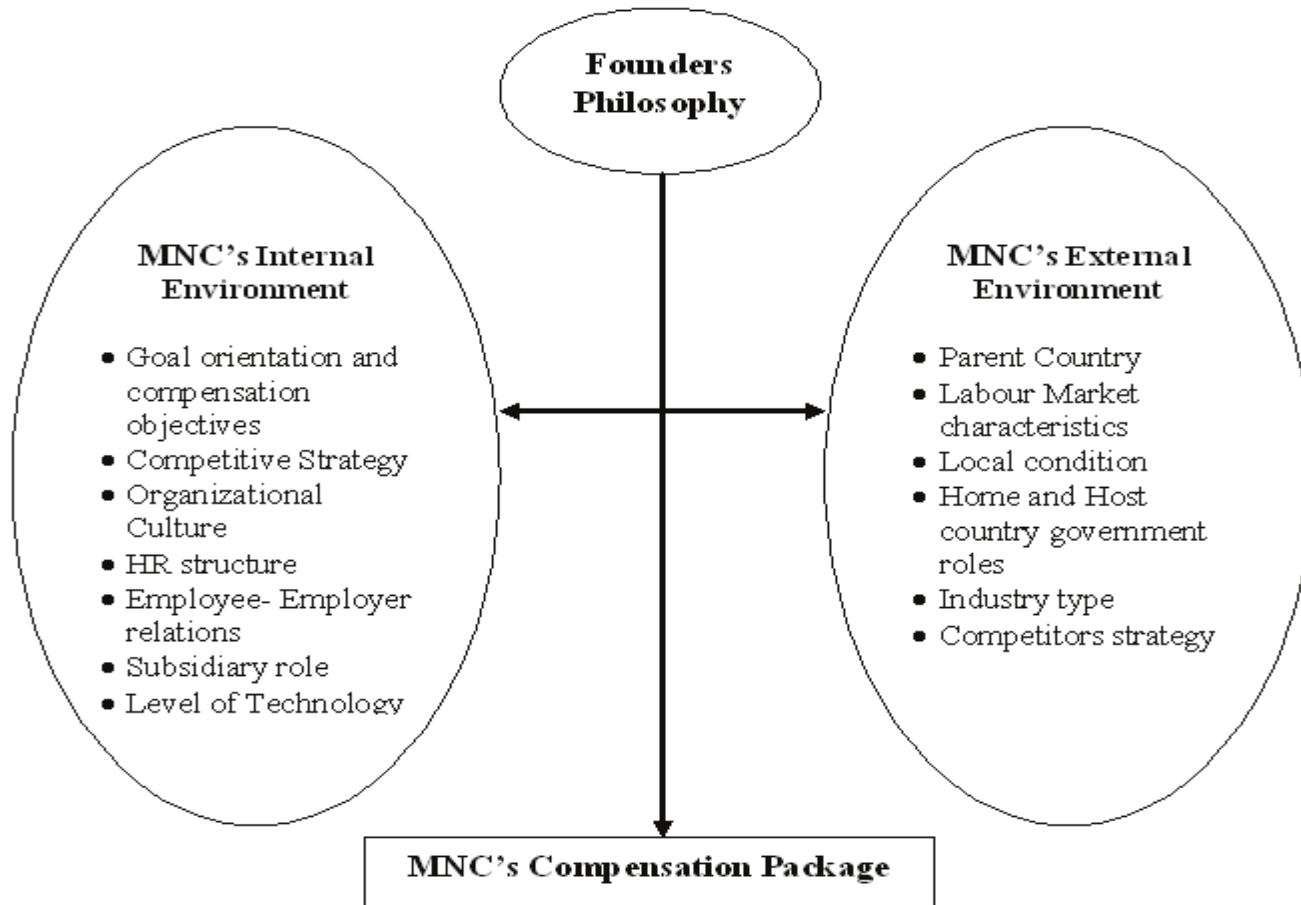 Founders
Philosophy
MNC's Internal
Environment
• Goal orientation and
compensation
objectives
• Competitive Strategy
• Organizational
Culture
• HR structure
• Employee- Employer
relations
• Subsidiary role
• Level of Technology
MNC's External
Environment
• Parent Country
• Labour Market
characteristics
• Local condition
• Home and Host
country government
roles
• Industry type
• Competitors strategy
MNC's Compensation Package